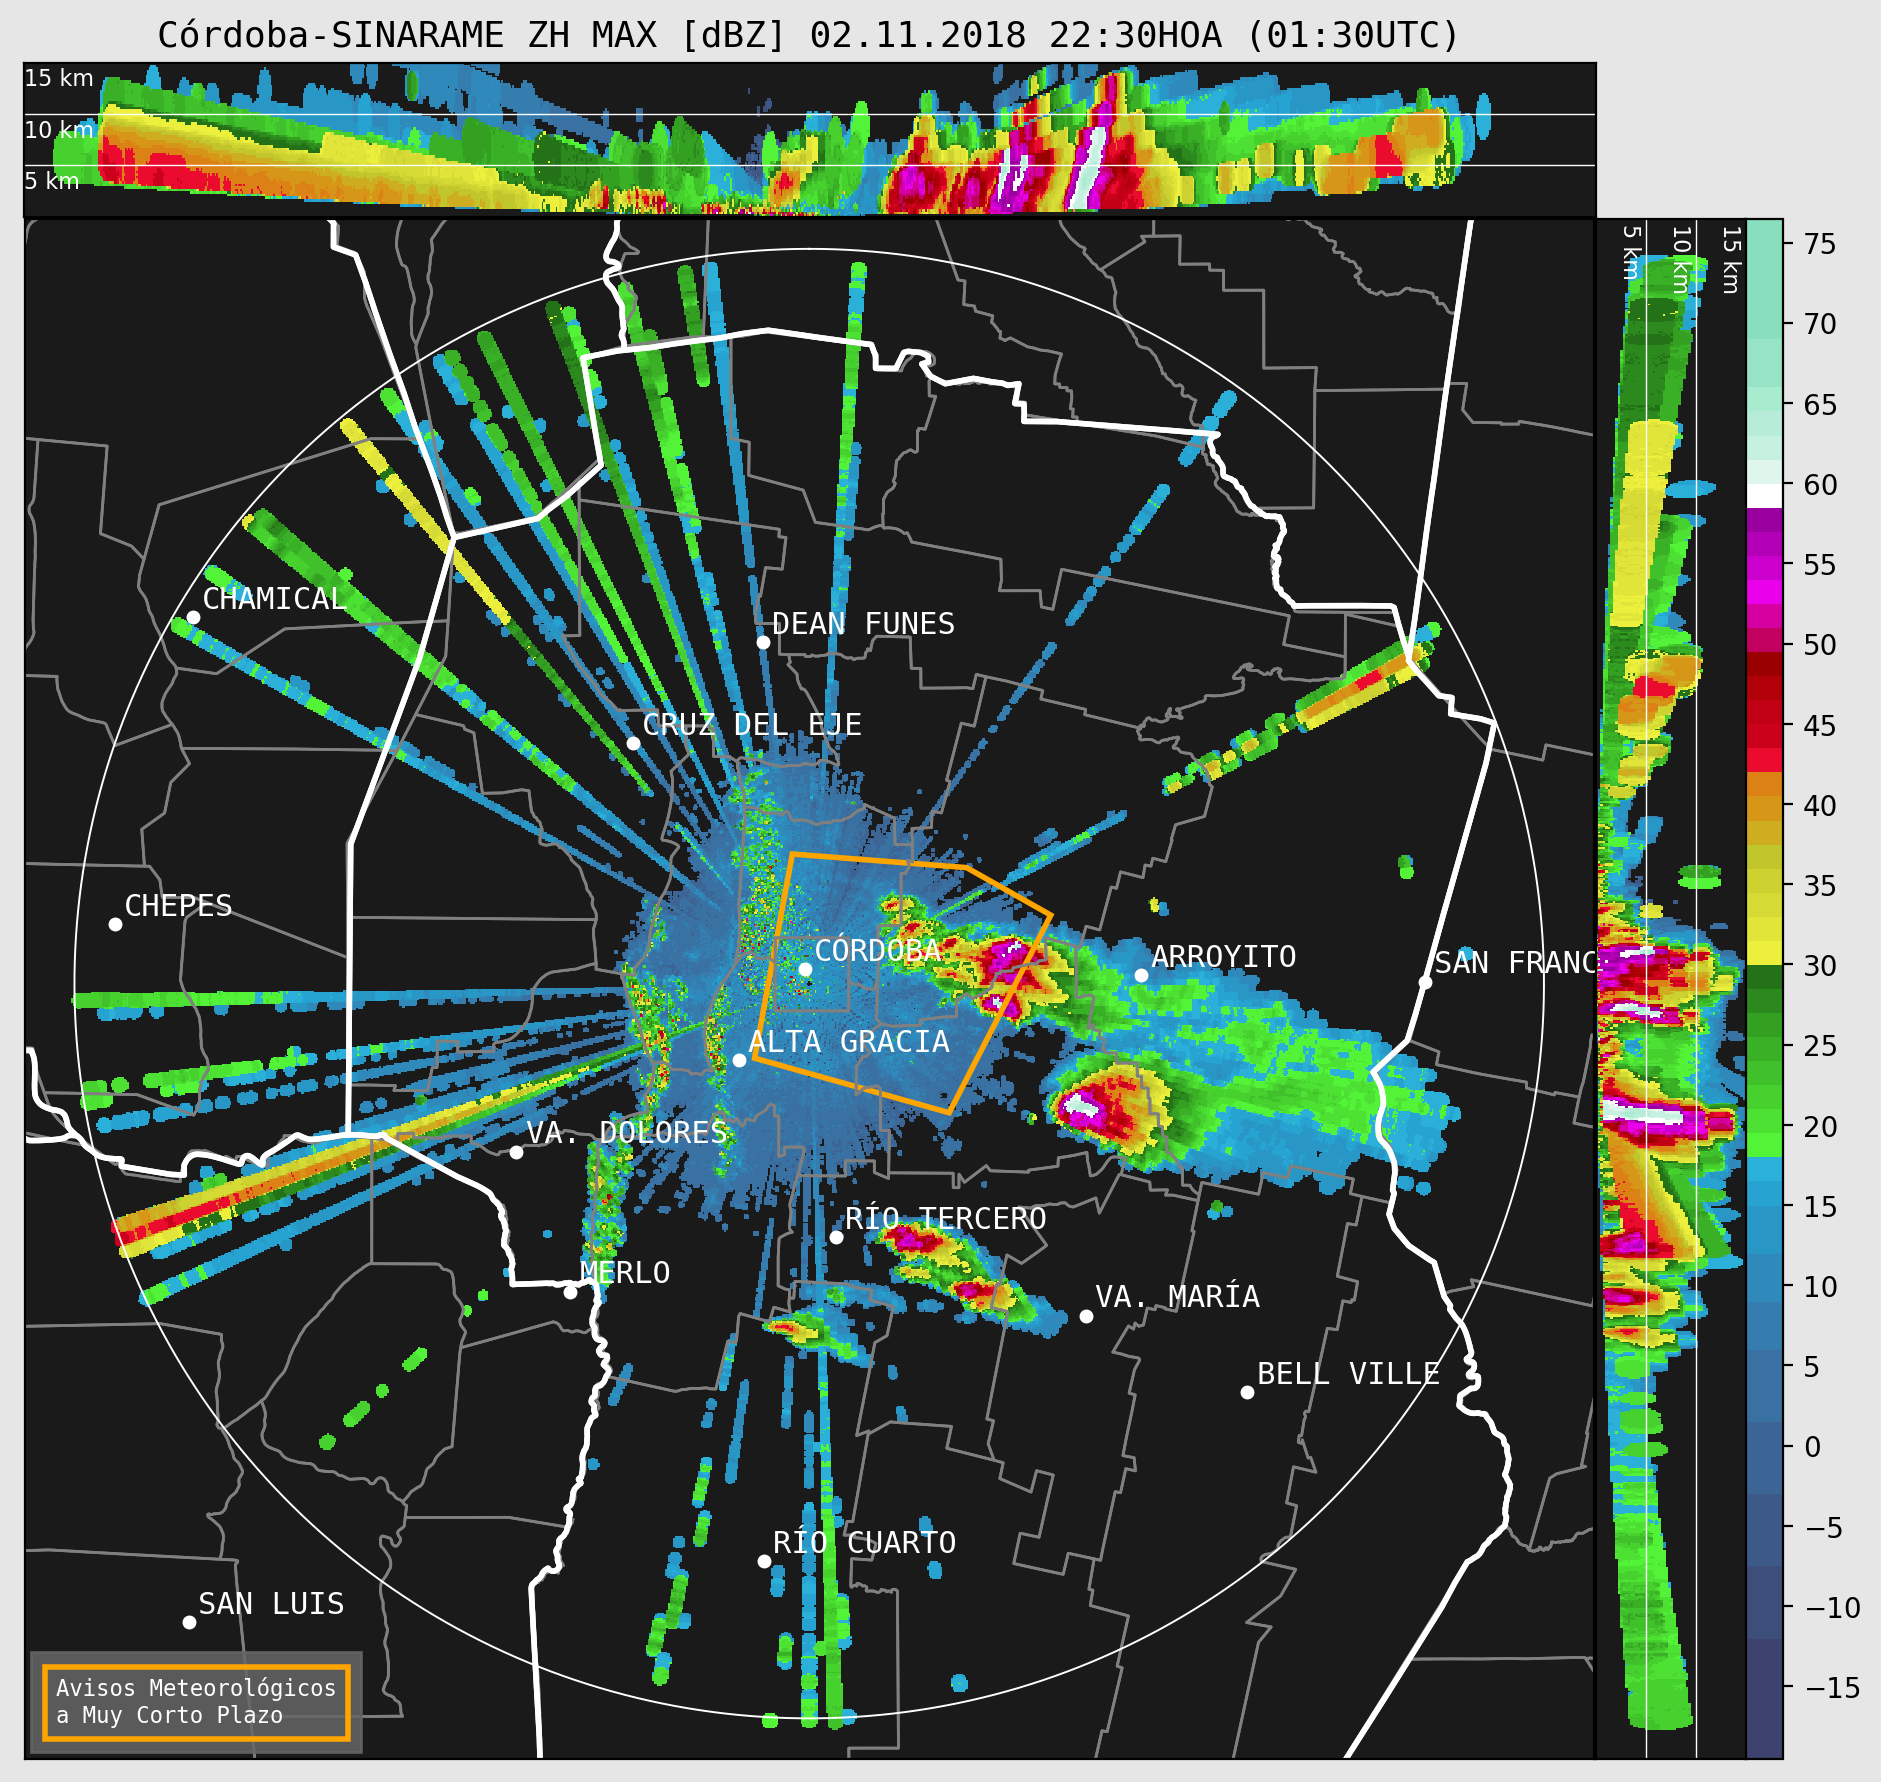 Córdoba-SINARAME ZH MAX [dBZ] 02.11.2018 22:30HOA (01:30UTC)
15 km
10 km
5 km
5 km
10 km
15 km
75
70
65
60
55
50
45
40
35
30
25
20
15
10
5
0
−5
−10
−15
CHAMICAL
DEAN FUNES
CRUZ DEL EJE
CHEPES
CÓRDOBA
ARROYITO
SAN FRANC
ALTA GRACIA
VA. DOLORES
RÍO TERCERO
MERLO
VA. MARÍA
BELL VILLE
RÍO CUARTO
SAN LUIS
Avisos Meteorológicos
a Muy Corto Plazo